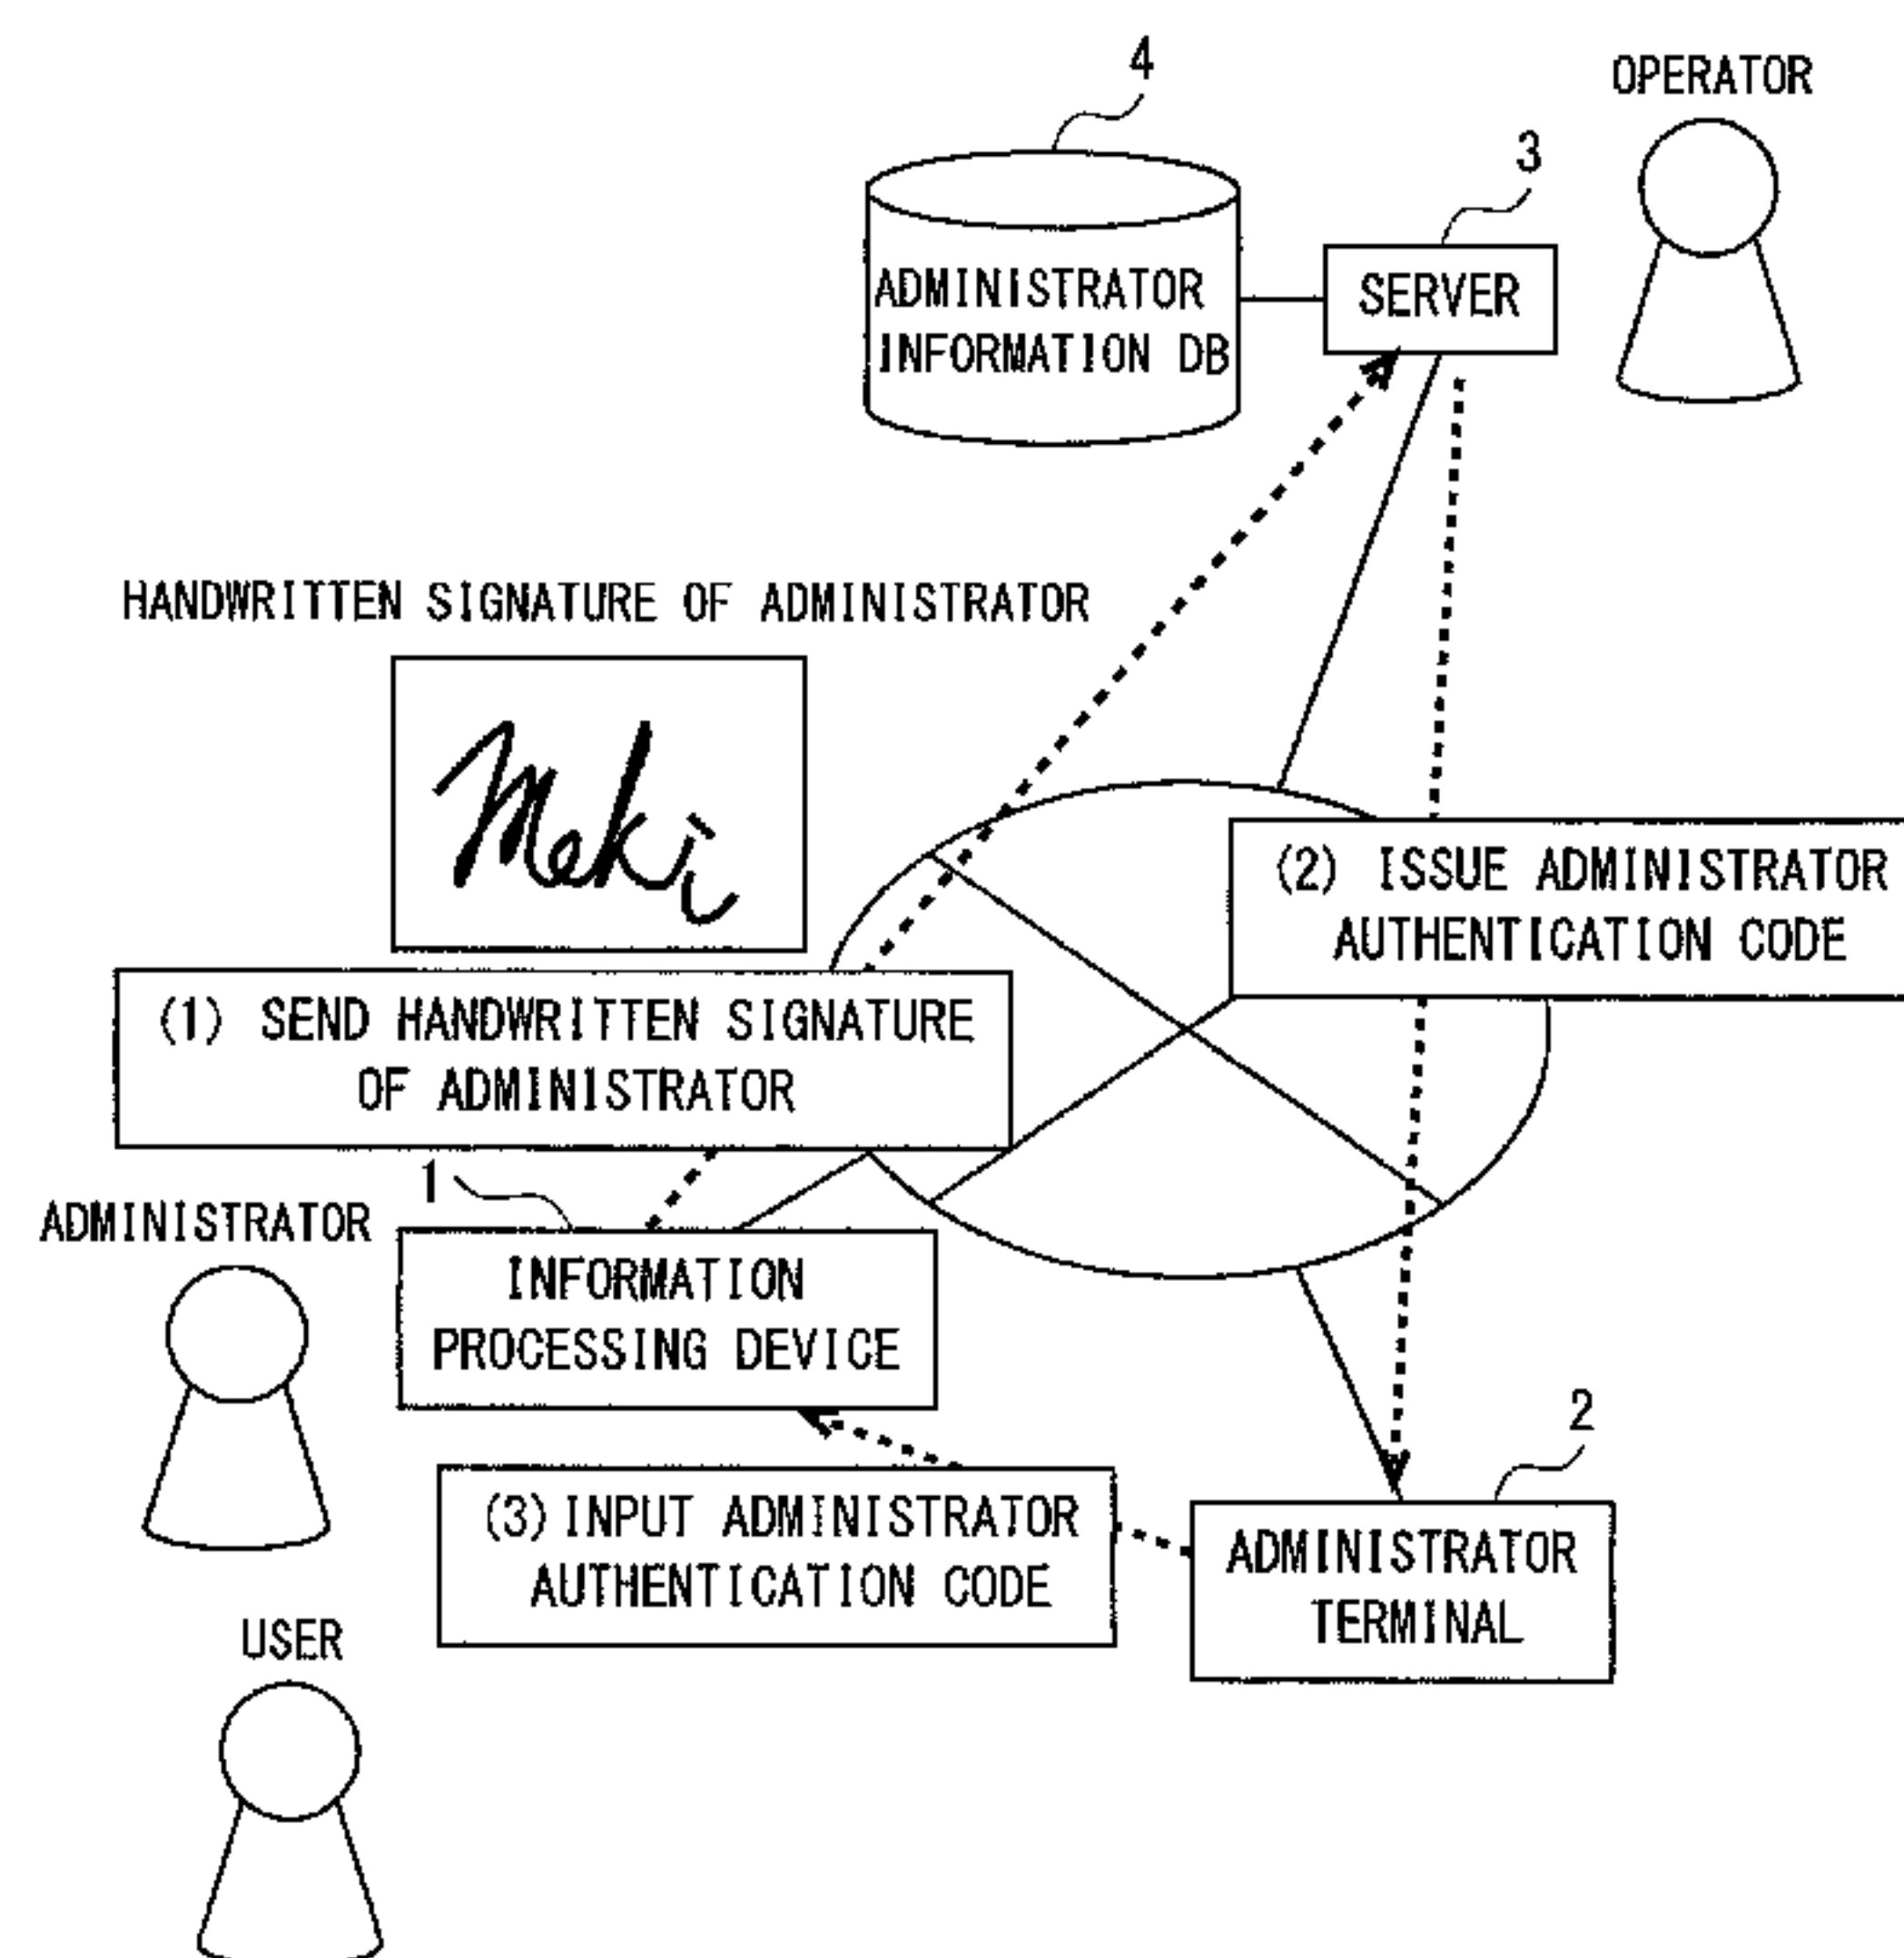 4
OPERATOR
3
ADMINISTRATOR
INFORMATION DB
SERVER
HANDWRITTEN SIGNATURE OF ADMINISTRATOR
Meki
(2) ISSUE ADMINISTRATOR
AUTHENTICATION CODE
(1) SEND HANDWRITTEN SIGNATURE
OF ADMINISTRATOR
1
ADMINISTRATOR
INFORMATION
PROCESSING DEVICE
2
(3) INPUT ADMINISTRATOR
AUTHENTICATION CODE
ADMINISTRATOR
TERMINAL
USER